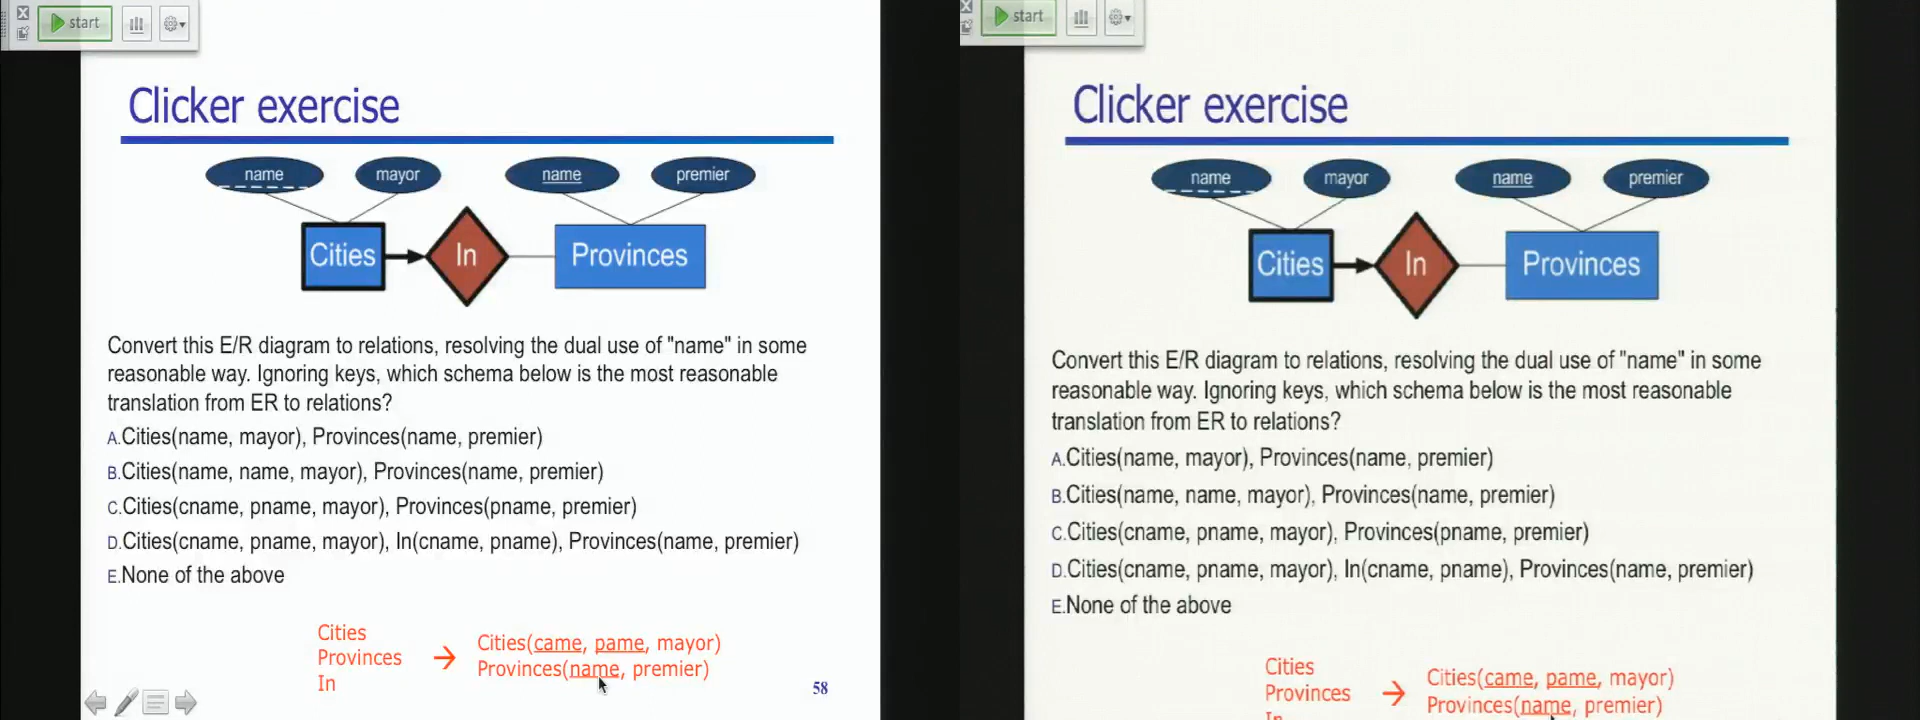 start
Clicker exercise
name mayor name premier
Cities In Provinces
Convert this E/R diagram to relations, resolving the dual use of "name" in some
reasonable way. Ignoring keys, which schema below is the most reasonable
translation from ER to relations?
A.Cities(name, mayor), Provinces(name, premier)
B.Cities(name, name, mayor), Provinces(name, premier)
C.Cities(cname, pname, mayor), Provinces(pname, premier)
D.Cities(cname, pname, mayor), In(cname, pname), Provinces(name, premier)
E.None of the above
Cities
Provinces
In
→
Cities(came, pame, mayor)
Provinces(name, premier)
58
start
Clicker exercise
name mayor name premier
Cities In Provinces
Convert this E/R diagram to relations, resolving the dual use of "name" in some
reasonable way. Ignoring keys, which schema below is the most reasonable
translation from ER to relations?
A.Cities(name, mayor), Provinces(name, premier)
B.Cities(name, name, mayor), Provinces(name, premier)
C.Cities(cname, pname, mayor), Provinces(pname, premier)
D.Cities(cname, pname, mayor), In(cname, pname), Provinces(name, premier)
E.None of the above
Cities
Provinces
In
→
Cities(came, pame, mayor)
Provinces(name, premier)